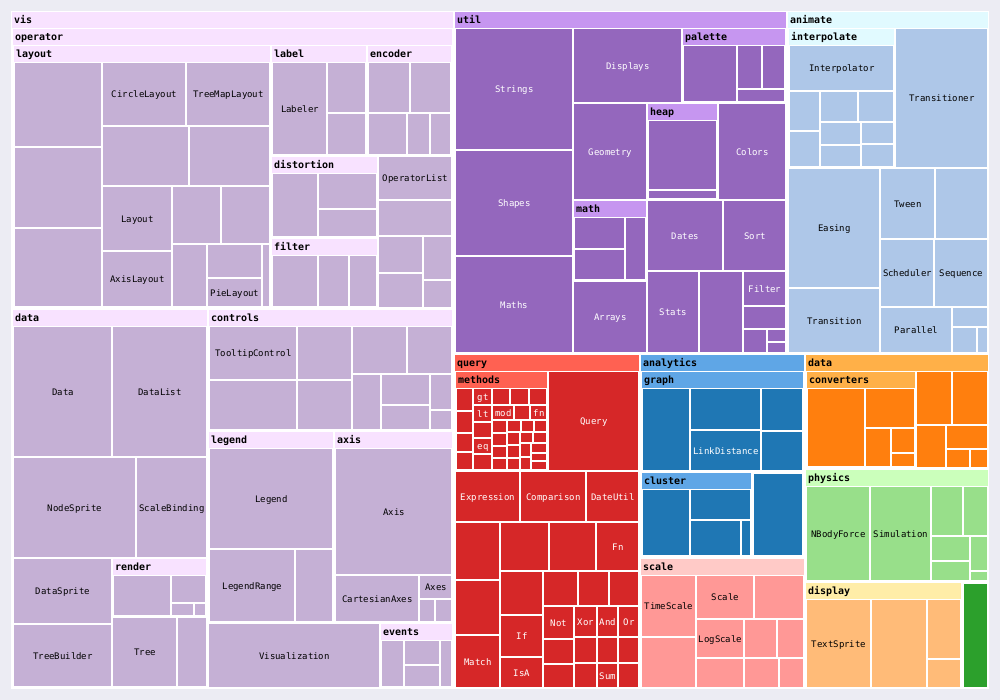 vis
operator
layout
CircleLayout
TreeMapLayout
Layout
AxisLayout
PieLayout
label
Labeler
encoder
distortion
OperatorList
filter
data
Data
DataList
NodeSprite
ScaleBinding
DataSprite
TreeBuilder
render
Tree
controls
TooltipControl
legend
Legend
LegendRange
axis
Axis
CartesianAxes
Axes
Visualization
events
util
Strings
Shapes
Maths
Displays
palette
Geometry
heap
Colors
math
Arrays
Dates
Sort
Stats
Filter
animate
interpolate
Interpolator
Transitioner
Easing
Transition
Tween
Scheduler
Sequence
Parallel
query
methods
gt
lt
mod
fn
eq
Query
Expression
Comparison
DateUtil
Fn
Match
If
IsA
Not
Xor
And
Or
Sum
analytics
graph
LinkDistance
cluster
scale
TimeScale
Scale
LogScale
data
converters
physics
NBodyForce
Simulation
display
TextSprite